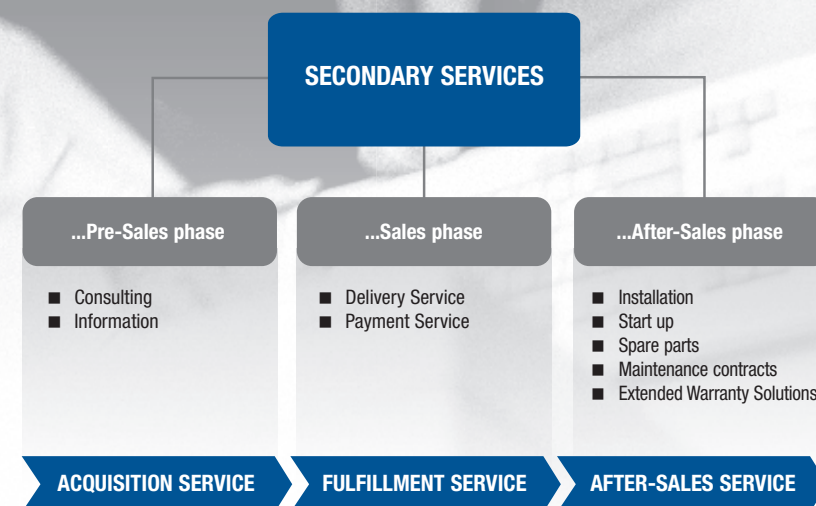 SECONDARY SERVICES
...Pre-Sales phase
■ Consulting
■ Information
...Sales phase
■ Delivery Service
■ Payment Service
...After-Sales phase
■ Installation
■ Start up
■ Spare parts
■ Maintenance contracts
■ Extended Warranty Solutions
ACQUISITION SERVICE
FULFILLMENT SERVICE
AFTER-SALES SERVICE